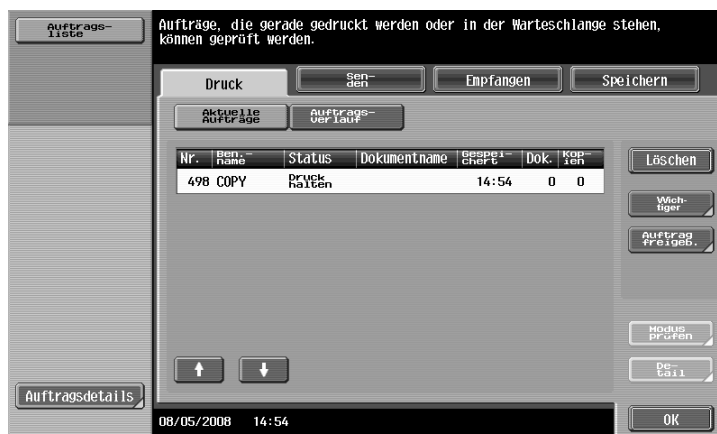 Auftrags-
liste
Aufträge, die gerade gedruckt werden oder in der Warteschlange stehen,
können geprüft werden.
Druck
Sen-
den
Empfangen
Speichern
Aktuelle
Aufträge
Auftrags-
verlauf
Nr. Ben.-
name Status Dokumentname Gespei-
chert Dok. Kop-
ien
498 COPY Druck
halten 14:54 0 0
Löschen
Wich-
tiger
Auftrag
freigeb.
Modus
prüfen
De-
tail
Auftragsdetails
08/05/2008 14:54
OK